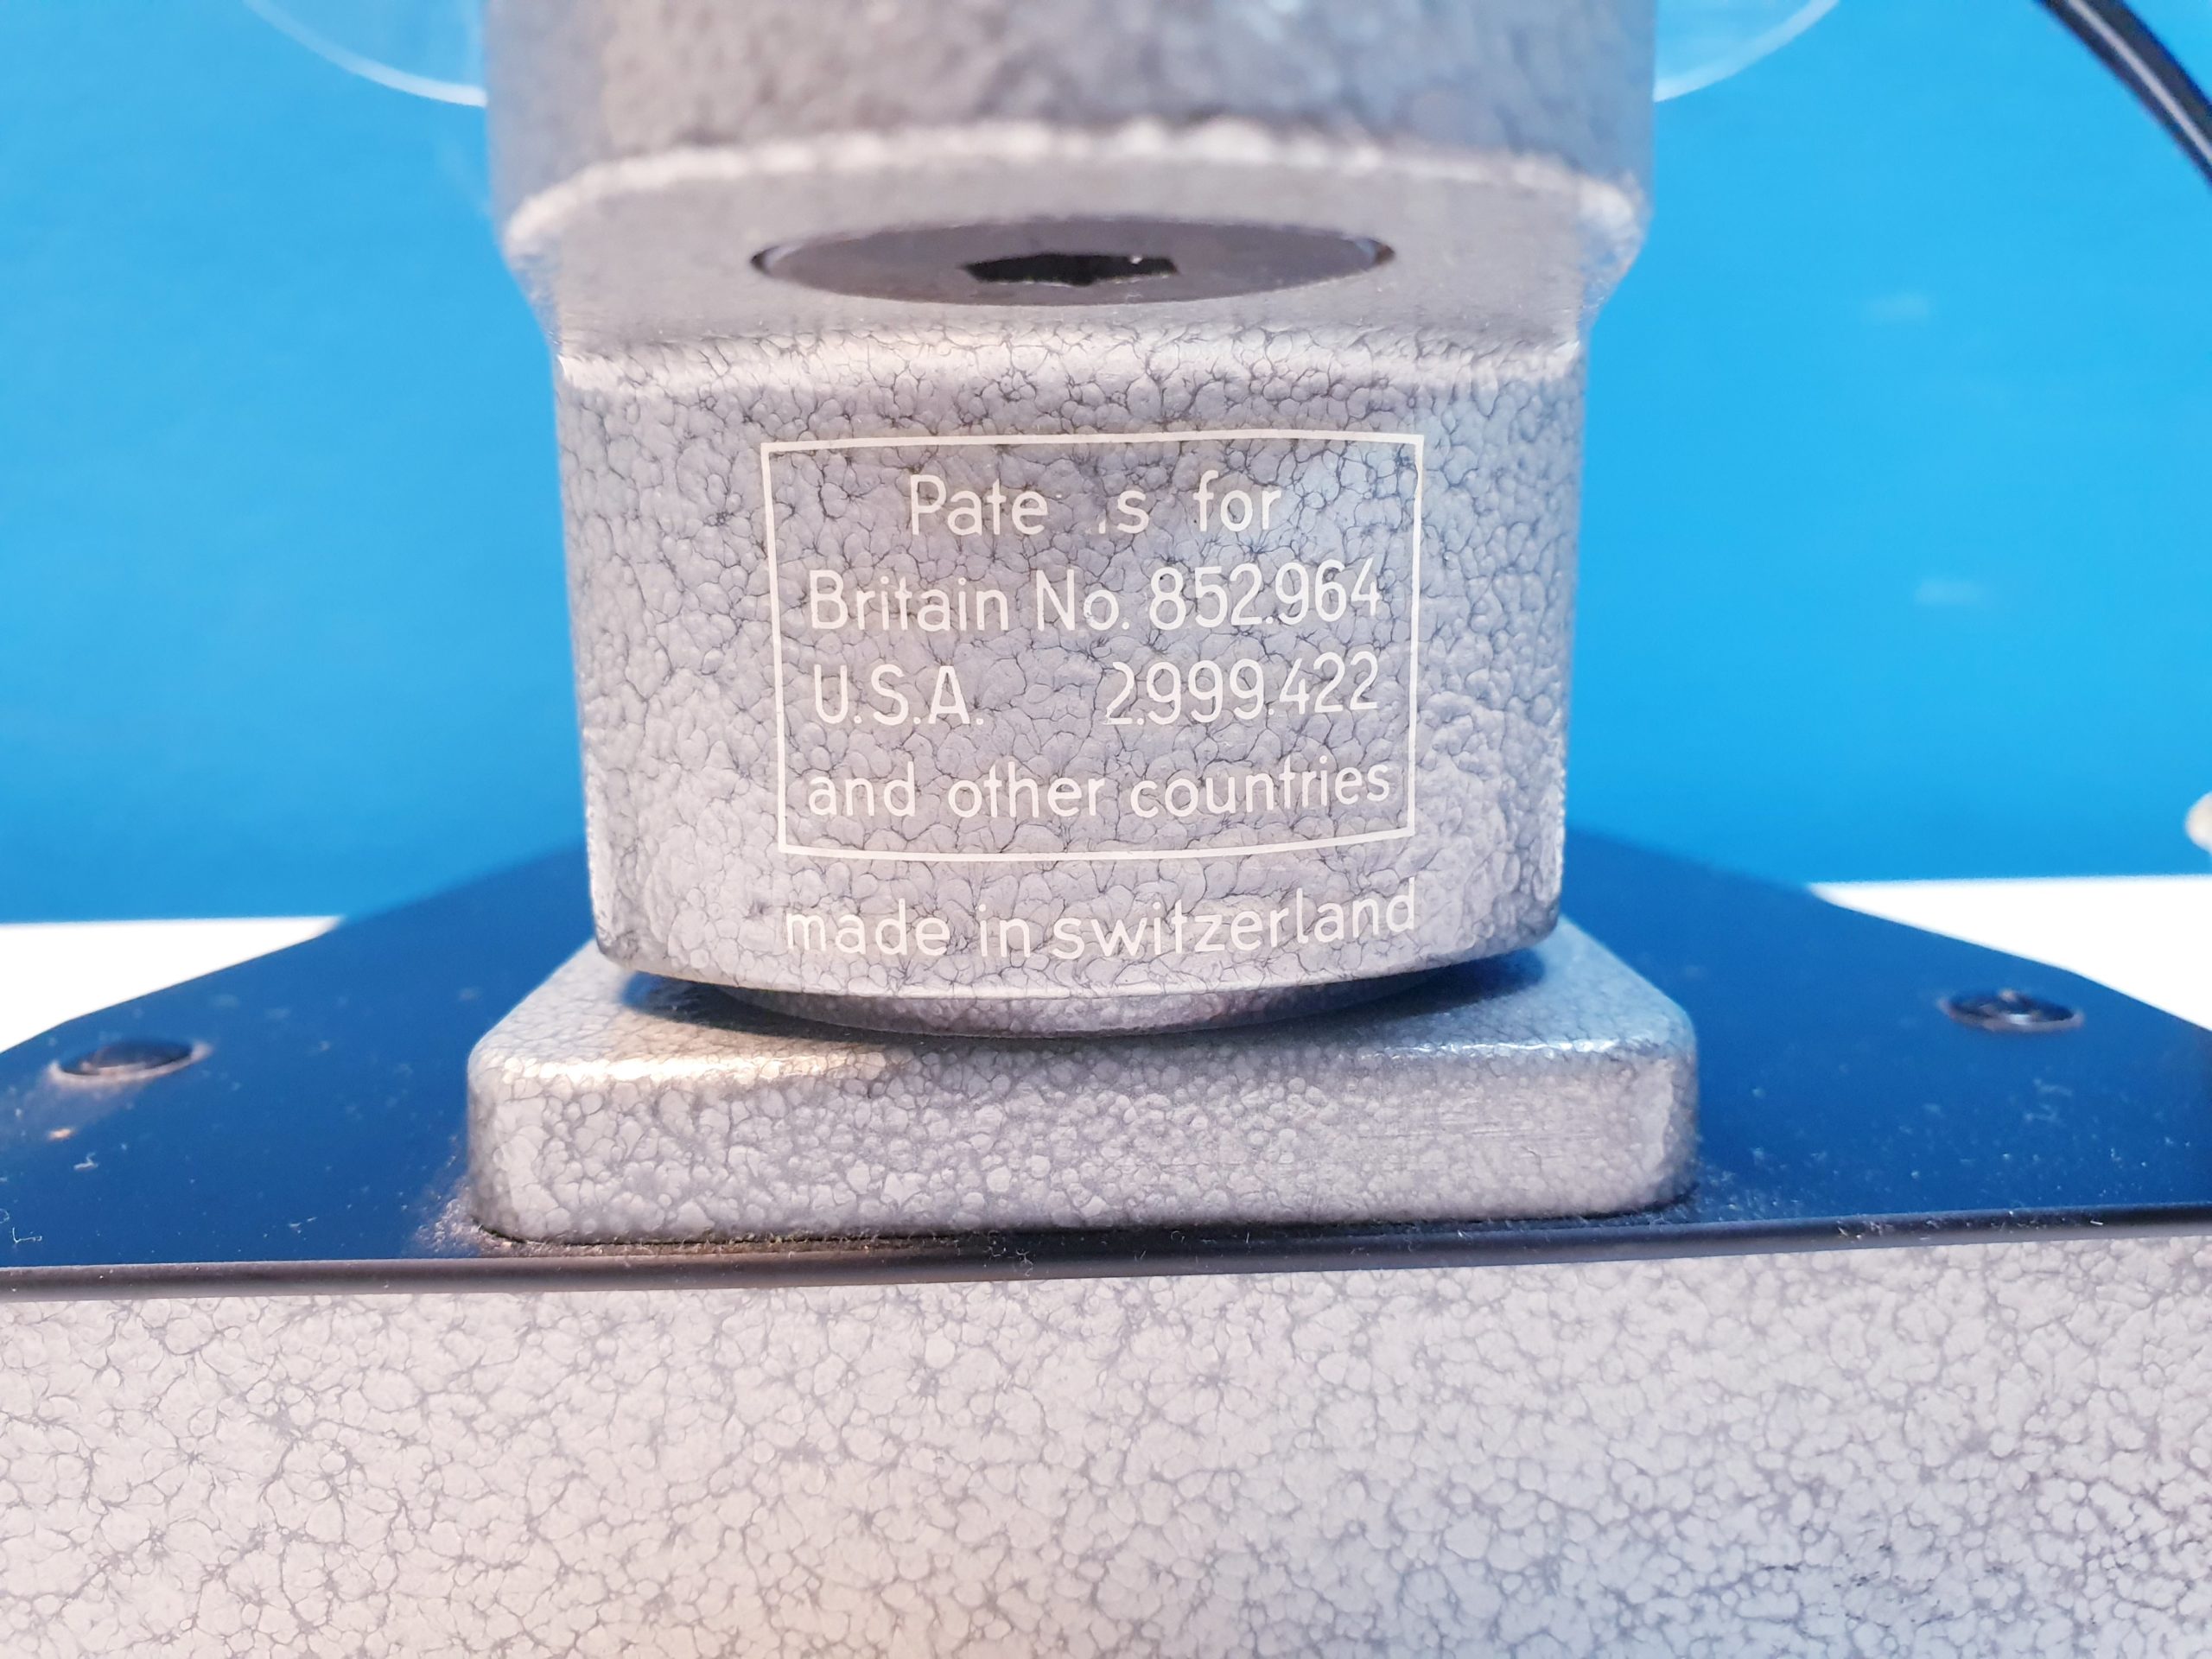 Pate s for
Britain No. 852.964
U.S.A. 2.999.422
and other countries
made in switzerland